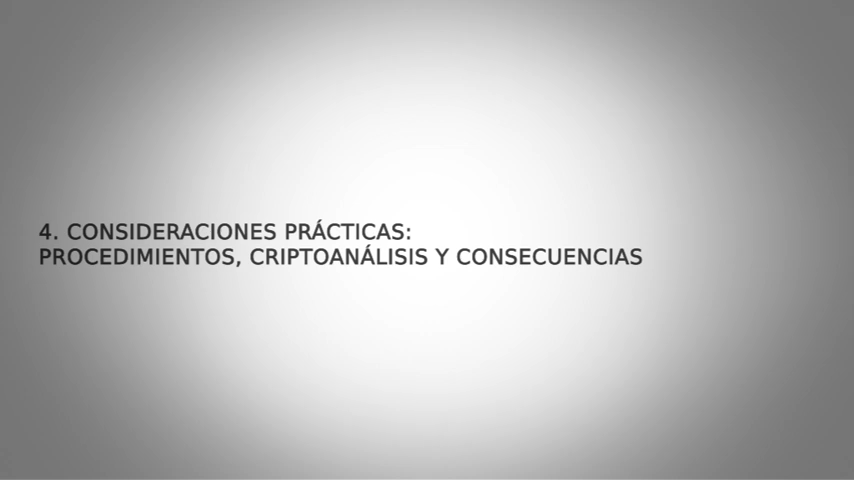 4. CONSIDERACIONES PRÁCTICAS:
PROCEDIMIENTOS, CRIPTOANÁLISIS Y CONSECUENCIAS